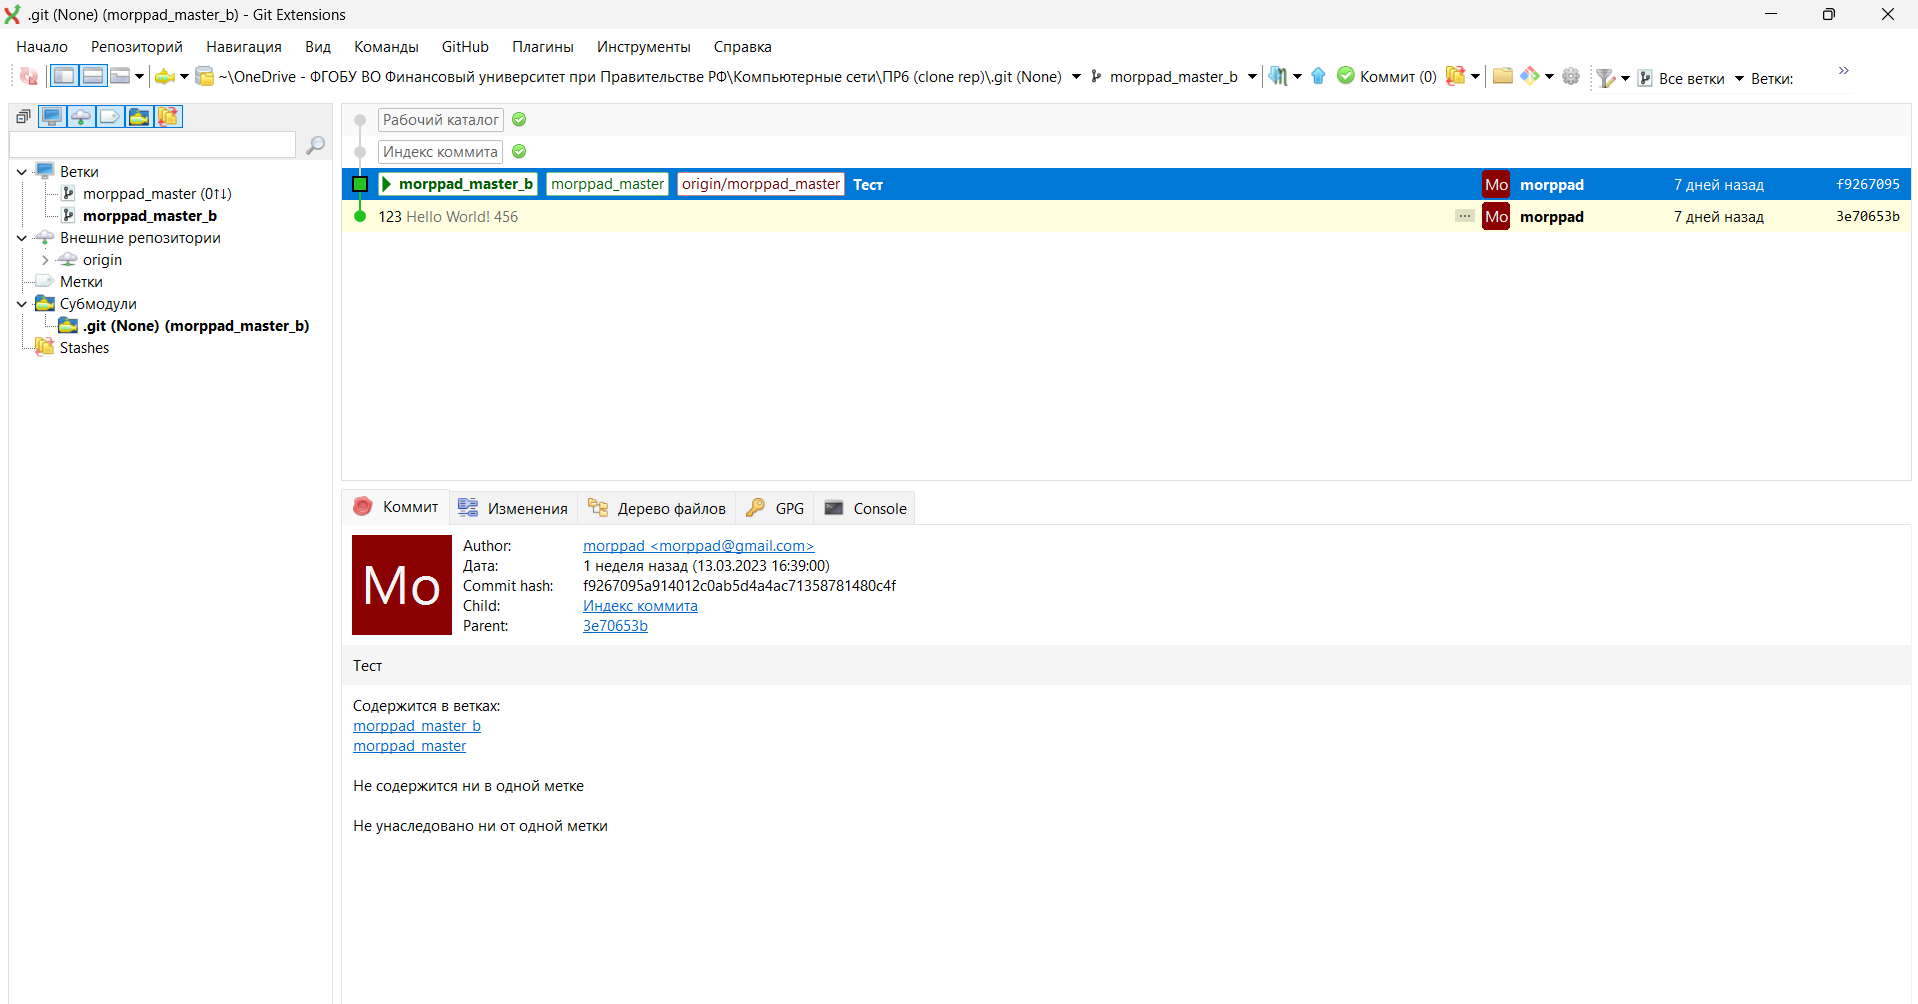 .git (None) (morppad_master_b) - Git Extensions
Начало Репозиторий Навигация Вид Команды GitHub Плагины Инструменты Справка
~\OneDrive - ФГОБУ ВО Финансовый университет при Правительстве РФ\Компьютерные сети\ПР6 (clone rep)\.git (None) morppad_master_b Коммит (0) Все ветки Ветки: »
Рабочий каталог
Индекс коммита
morppad_master_b morppad_master origin/morppad_master Тест Mo morppad 7 дней назад f9267095
123 Hello World! 456 ... Mo morppad 7 дней назад 3e70653b
Ветки
morppad_master (0↑↓)
morppad_master_b
Внешние репозитории
origin
Метки
Субмодули
.git (None) (morppad_master_b)
Stashes
Коммит Изменения Дерево файлов GPG Console
Mo
Author: morppad <morppad@gmail.com>
Дата: 1 неделя назад (13.03.2023 16:39:00)
Commit hash: f9267095a914012c0ab5d4a4ac71358781480c4f
Child: Индекс коммита
Parent: 3e70653b
Тест
Содержится в ветках:
morppad_master_b
morppad_master
Не содержится ни в одной метке
Не унаследовано ни от одной метки